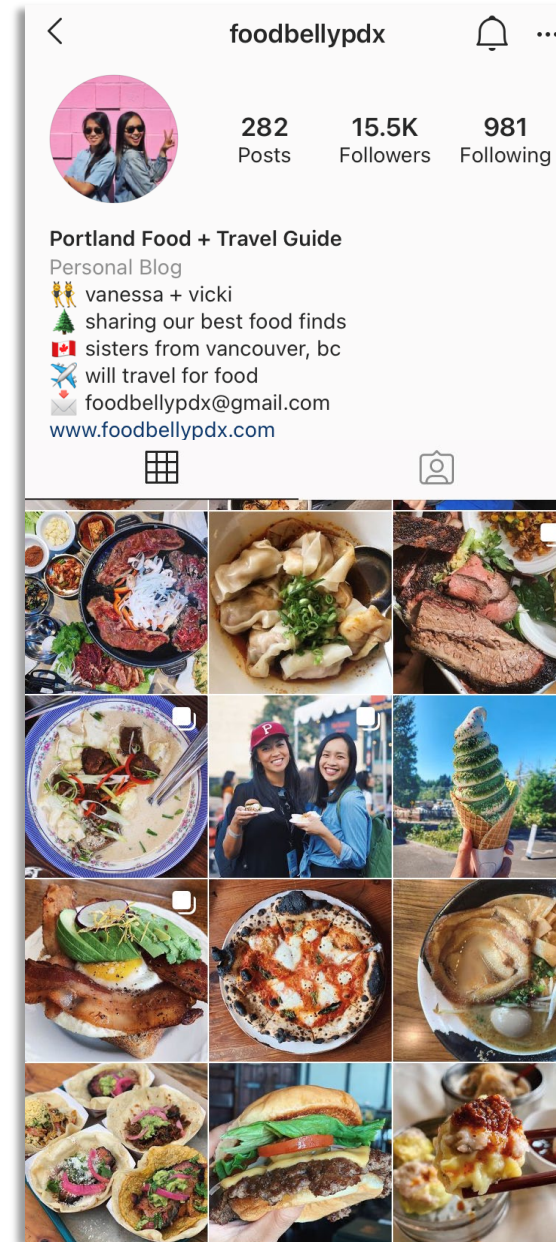 foodbellypdx
282 15.5K 981
Posts Followers Following
Portland Food + Travel Guide
Personal Blog
👯 vanessa + vicki
🌲 sharing our best food finds
🇨🇦 sisters from vancouver, bc
✈️ will travel for food
📩 foodbellypdx@gmail.com
www.foodbellypdx.com
P